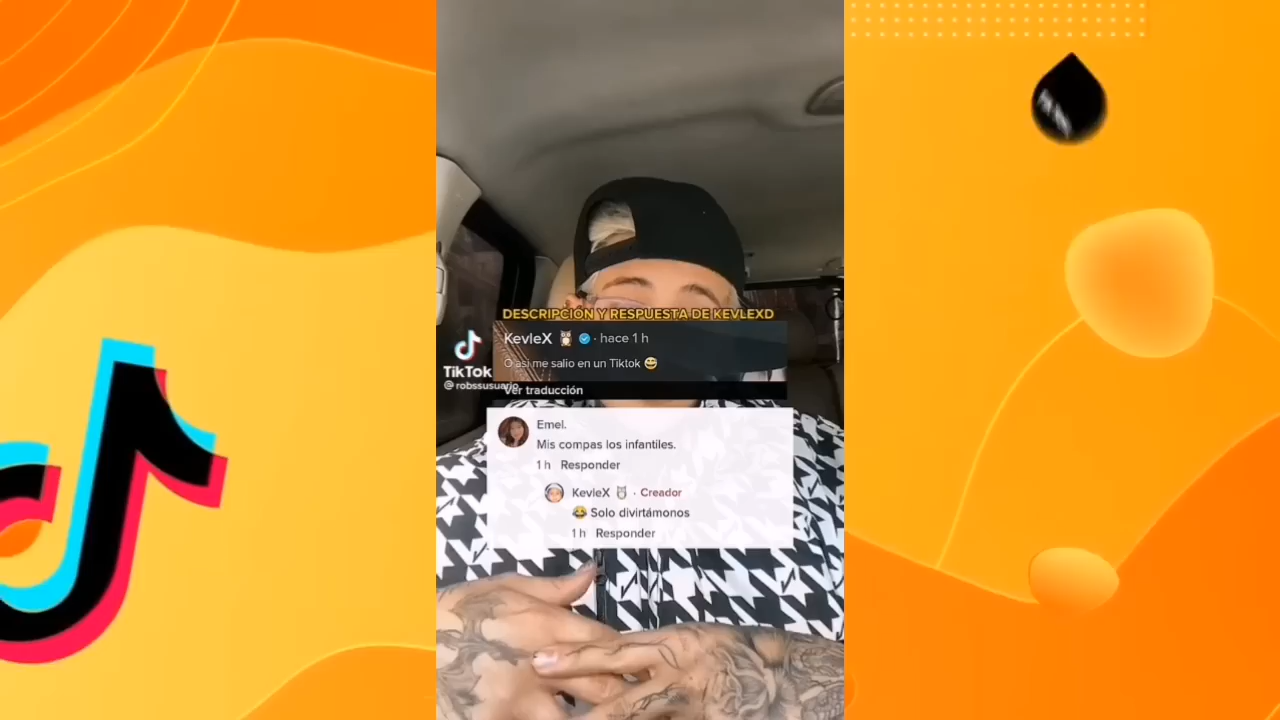 DESCRIPCIÓN Y RESPUESTA DE KEVLEXD
KevleX · hace 1 h
O así me salio en un Tiktok
Ver traducción
TikTok
@robssusuario
Emel.
Mis compas los infantiles.
1 h Responder
KevleX · Creador
Solo divirtámonos
1 h Responder